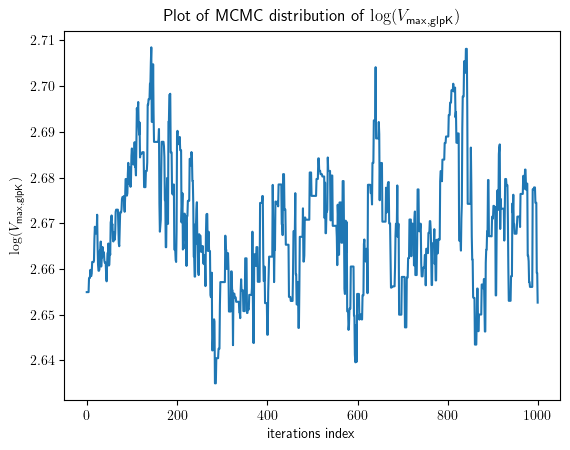 Plot of MCMC distribution of log(V_max,glpK)
2.71
2.70
2.69
2.68
2.67
2.66
2.65
2.64
log(V_max,glpK)
0 200 400 600 800 1000
iterations index